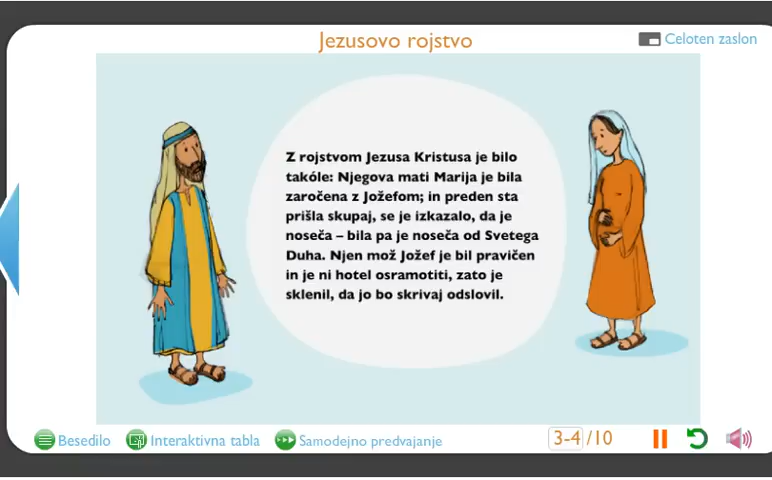 Jezusovo rojstvo
Celoten zaslon
Z rojstvom Jezusa Kristusa je bilo
takóle: Njegova mati Marija je bila
zaročena z Jožefom; in preden sta
prišla skupaj, se je izkazalo, da je
noseča – bila pa je noseča od Svetega
Duha. Njen mož Jožef je bil pravičen
in je ni hotel osramotiti, zato je
sklenil, da jo bo skrivaj odslovil.
Besedilo
Interaktivna tabla
Samodejno predvajanje
3-4 /10